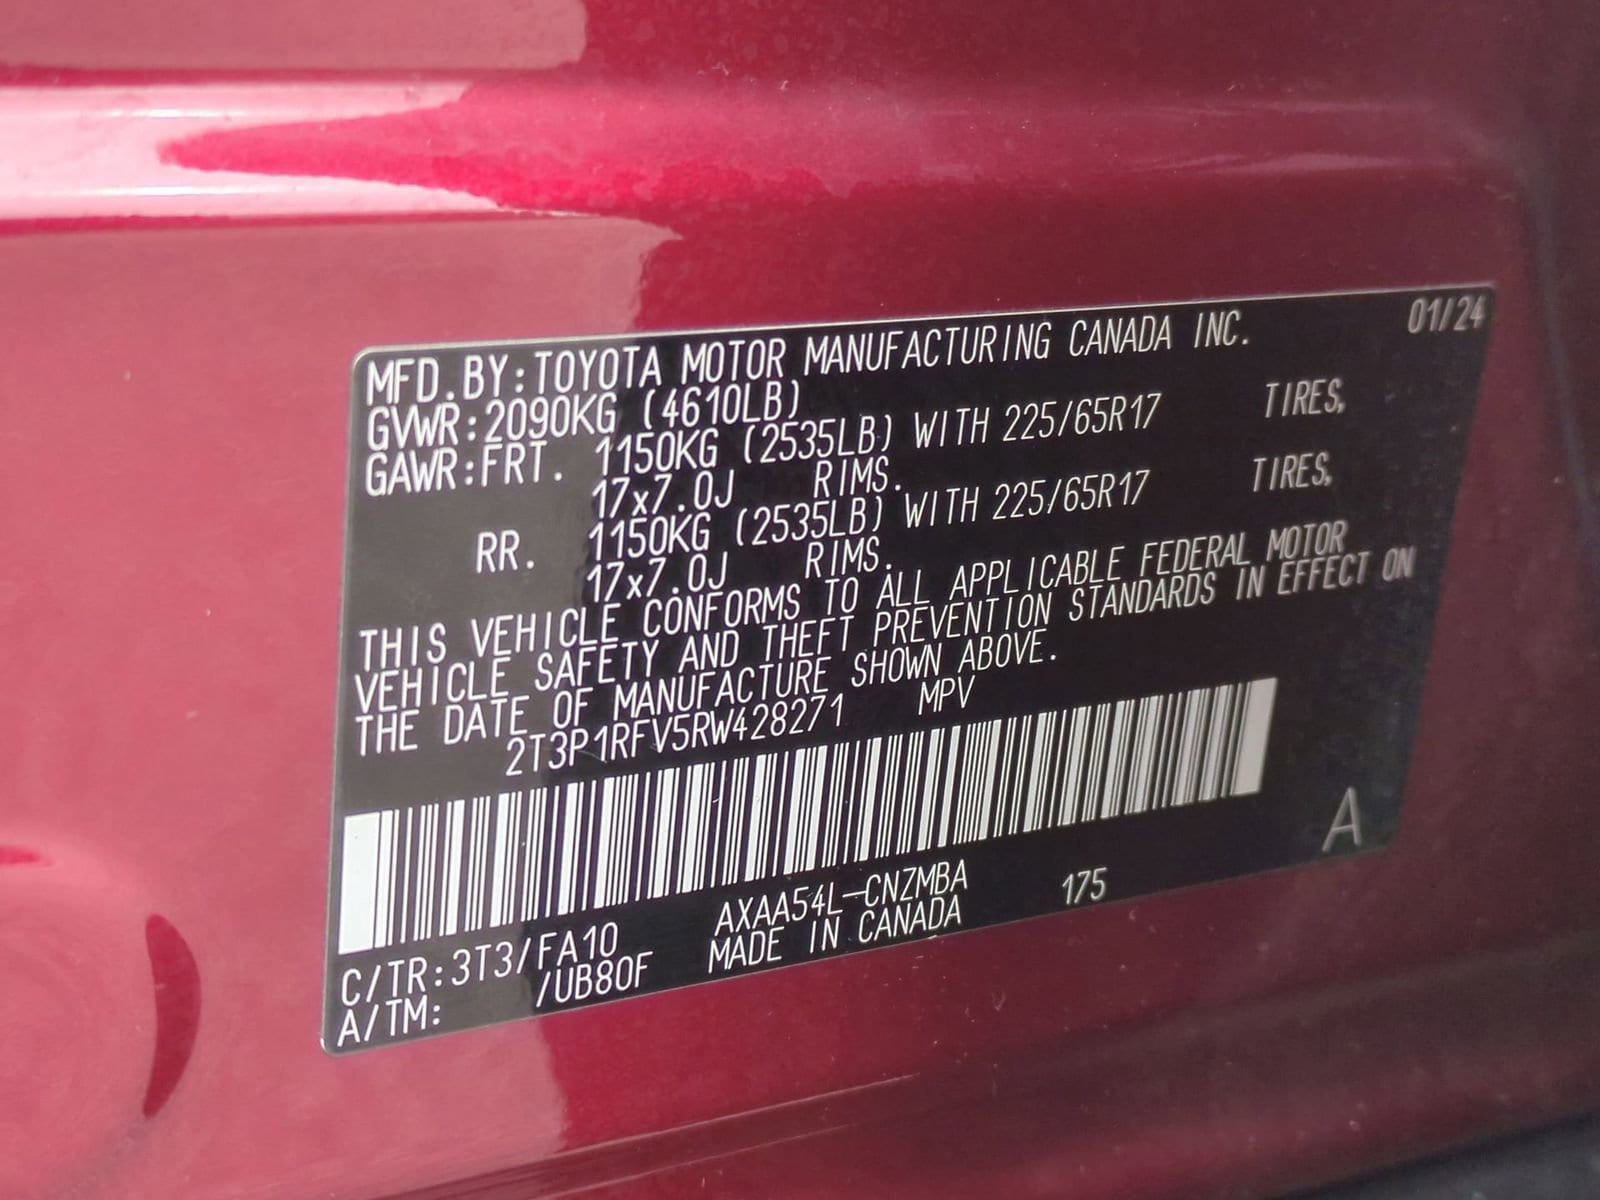 01/24
MFD.BY:TOYOTA MOTOR MANUFACTURING CANADA INC.
GVWR:2090KG (4610LB)
GAWR:FRT. 1150KG (2535LB) WITH 225/65R17 TIRES,
17x7.0J RIMS.
RR. 1150KG (2535LB) WITH 225/65R17 TIRES,
17x7.0J RIMS.
THIS VEHICLE CONFORMS TO ALL APPLICABLE FEDERAL MOTOR
VEHICLE SAFETY AND THEFT PREVENTION STANDARDS IN EFFECT ON
THE DATE OF MANUFACTURE SHOWN ABOVE.
2T3P1RFV5RW428271 MPV
A
C/TR:3T3/FA10 AXAA54L-CNZMBA 175
A/TM: /UB80F MADE IN CANADA